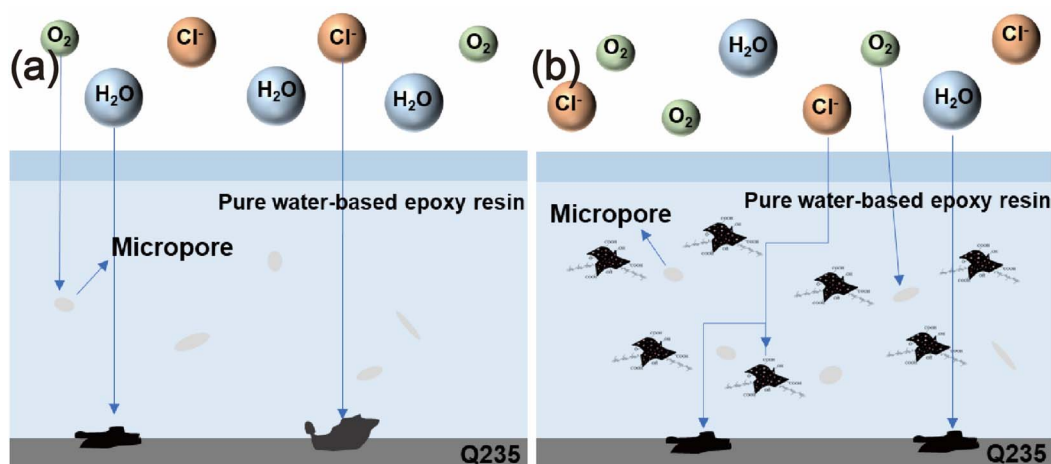 (a)
O2
Cl-
Cl-
O2
H2O
H2O
H2O
Pure water-based epoxy resin
Micropore
Q235
(b)
O2
H2O
O2
Cl-
Cl-
O2
Cl-
H2O
Pure water-based epoxy resin
Micropore
Q235